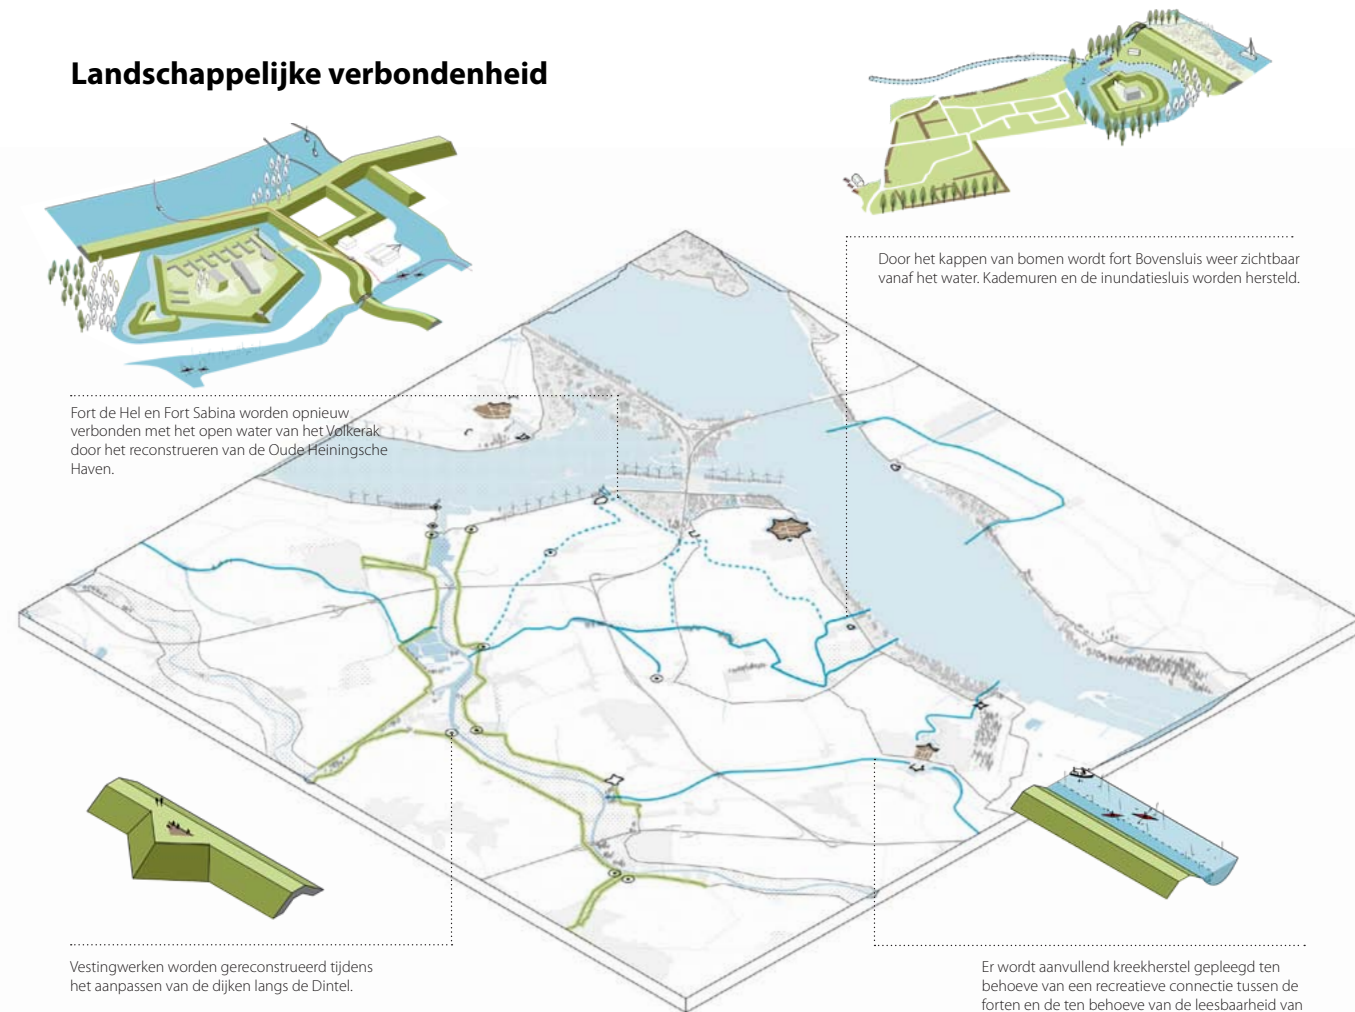 Landschappelijke verbondenheid
Door het kappen van bomen wordt fort Bovensluis weer zichtbaar
vanaf het water. Kademuren en de inundatiesluis worden hersteld.
Fort de Hel en Fort Sabina worden opnieuw
verbonden met het open water van het Volkerak
door het reconstrueren van de Oude Heiningsche
Haven.
Vestingwerken worden gereconstrueerd tijdens
het aanpassen van de dijken langs de Dintel.
Er wordt aanvullend kreekherstel gepleegd ten
behoeve van een recreatieve connectie tussen de
forten en de ten behoeve van de leesbaarheid van